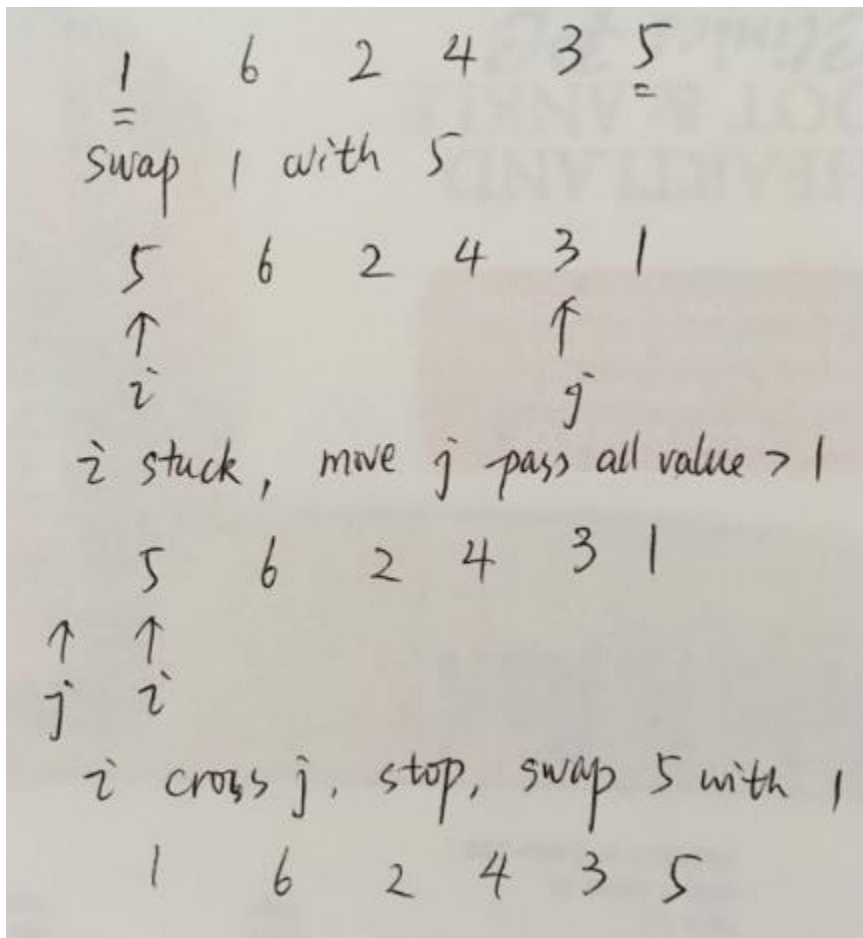 1 6 2 4 3 5
swap 1 with 5
5 6 2 4 3 1
↑ ↑
i j
i stuck, move j pass all value > 1
5 6 2 4 3 1
↑ ↑
j i
i cross j. stop, swap 5 with 1
1 6 2 4 3 5